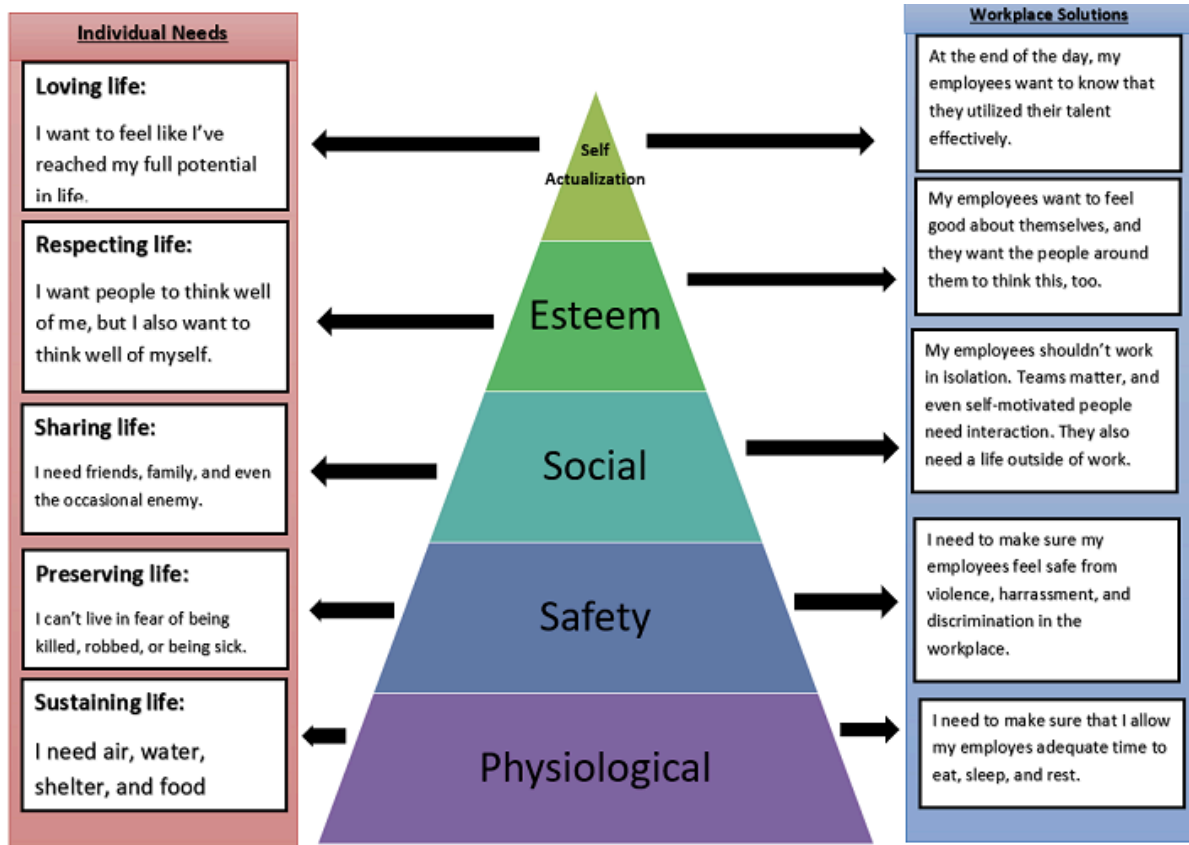 Individual Needs
Loving life:
I want to feel like I've
reached my full potential
in life.
Respecting life:
I want people to think well
of me, but I also want to
think well of myself.
Sharing life:
I need friends, family, and even
the occasional enemy.
Preserving life:
I can't live in fear of being
killed, robbed, or being sick.
Sustaining life:
I need air, water,
shelter, and food
Self
Actualization
Esteem
Social
Safety
Physiological
Workplace Solutions
At the end of the day, my
employees want to know that
they utilized their talent
effectively.
My employees want to feel
good about themselves, and
they want the people around
them to think this, too.
My employees shouldn't work
in isolation. Teams matter, and
even self-motivated people
need interaction. They also
need a life outside of work.
I need to make sure my
employees feel safe from
violence, harrassment, and
discrimination in the
workplace.
I need to make sure that I allow
my employes adequate time to
eat, sleep, and rest.